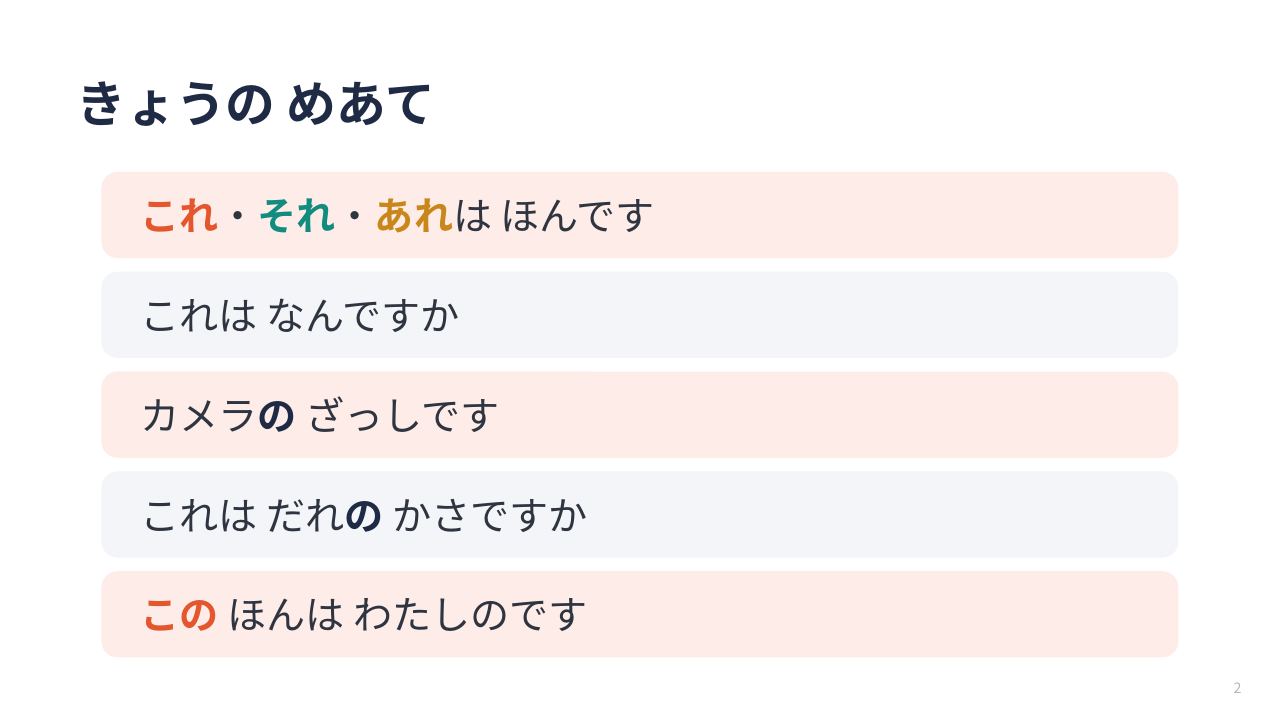 きょうの めあて
これ・それ・あれは ほんです
これは なんですか
カメラの ざっしです
これは だれの かさですか
この ほんは わたしのです
2